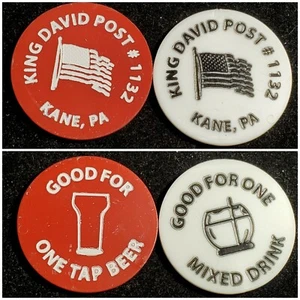 KING DAVID POST # 1132
KANE, PA
KING DAVID POST # 1132
KANE, PA
GOOD FOR
ONE TAP BEER
GOOD FOR ONE
MIXED DRINK